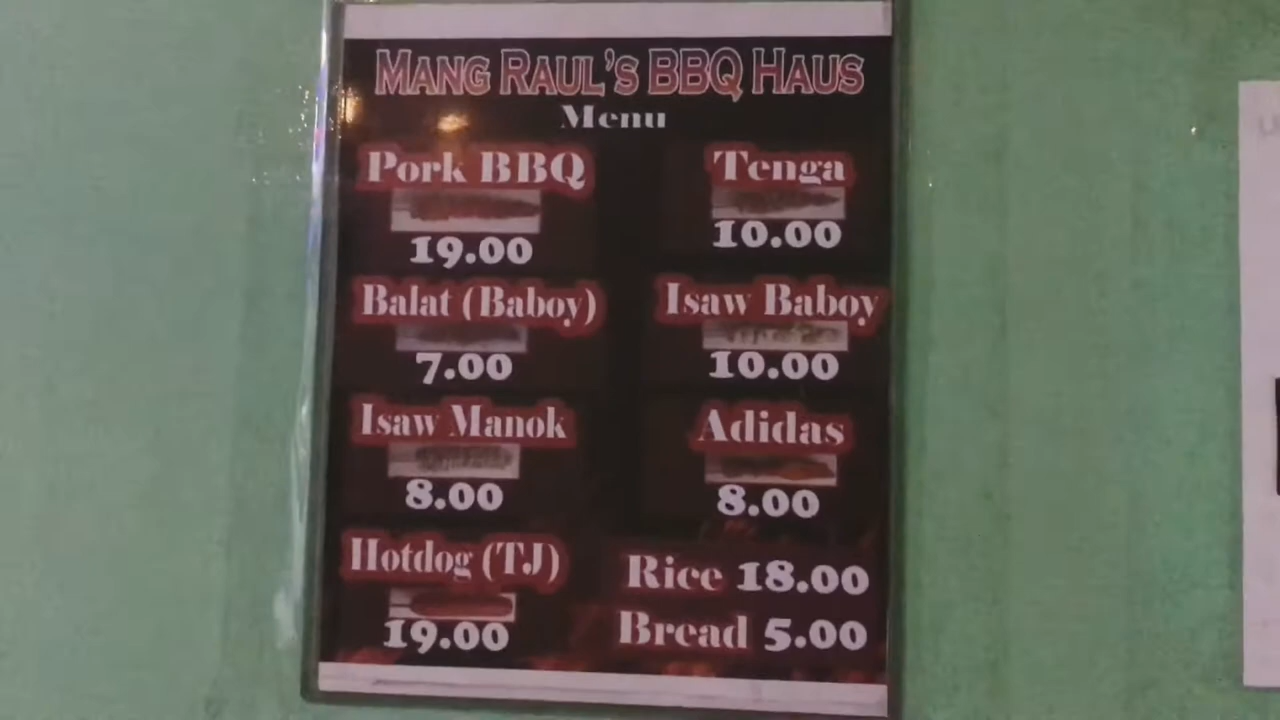 MANG RAUL'S BBQ HAUS
Menu
Pork BBQ
19.00
Tenga
10.00
Balat (Baboy)
7.00
Isaw Baboy
10.00
Isaw Manok
8.00
Adidas
8.00
Hotdog (TJ)
19.00
Rice 18.00
Bread 5.00